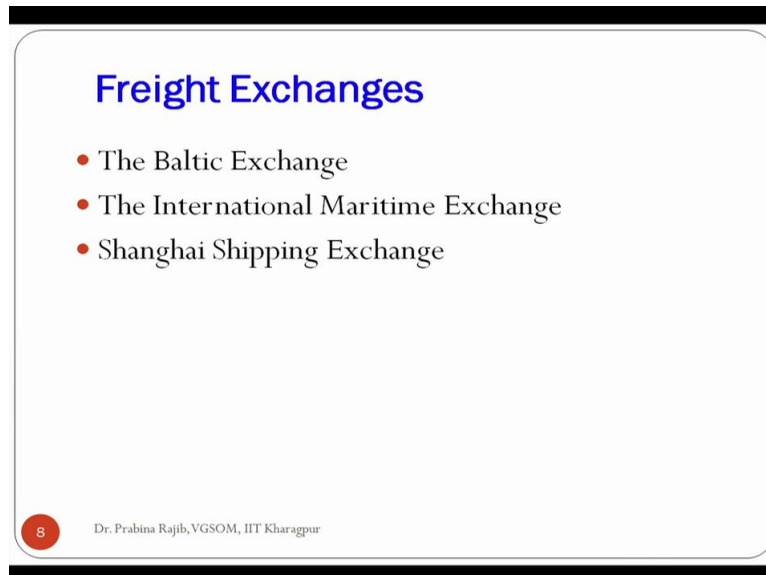 Freight Exchanges
The Baltic Exchange
The International Maritime Exchange
Shanghai Shipping Exchange
8
Dr. Prabina Rajib, VGSOM, IIT Kharagpur